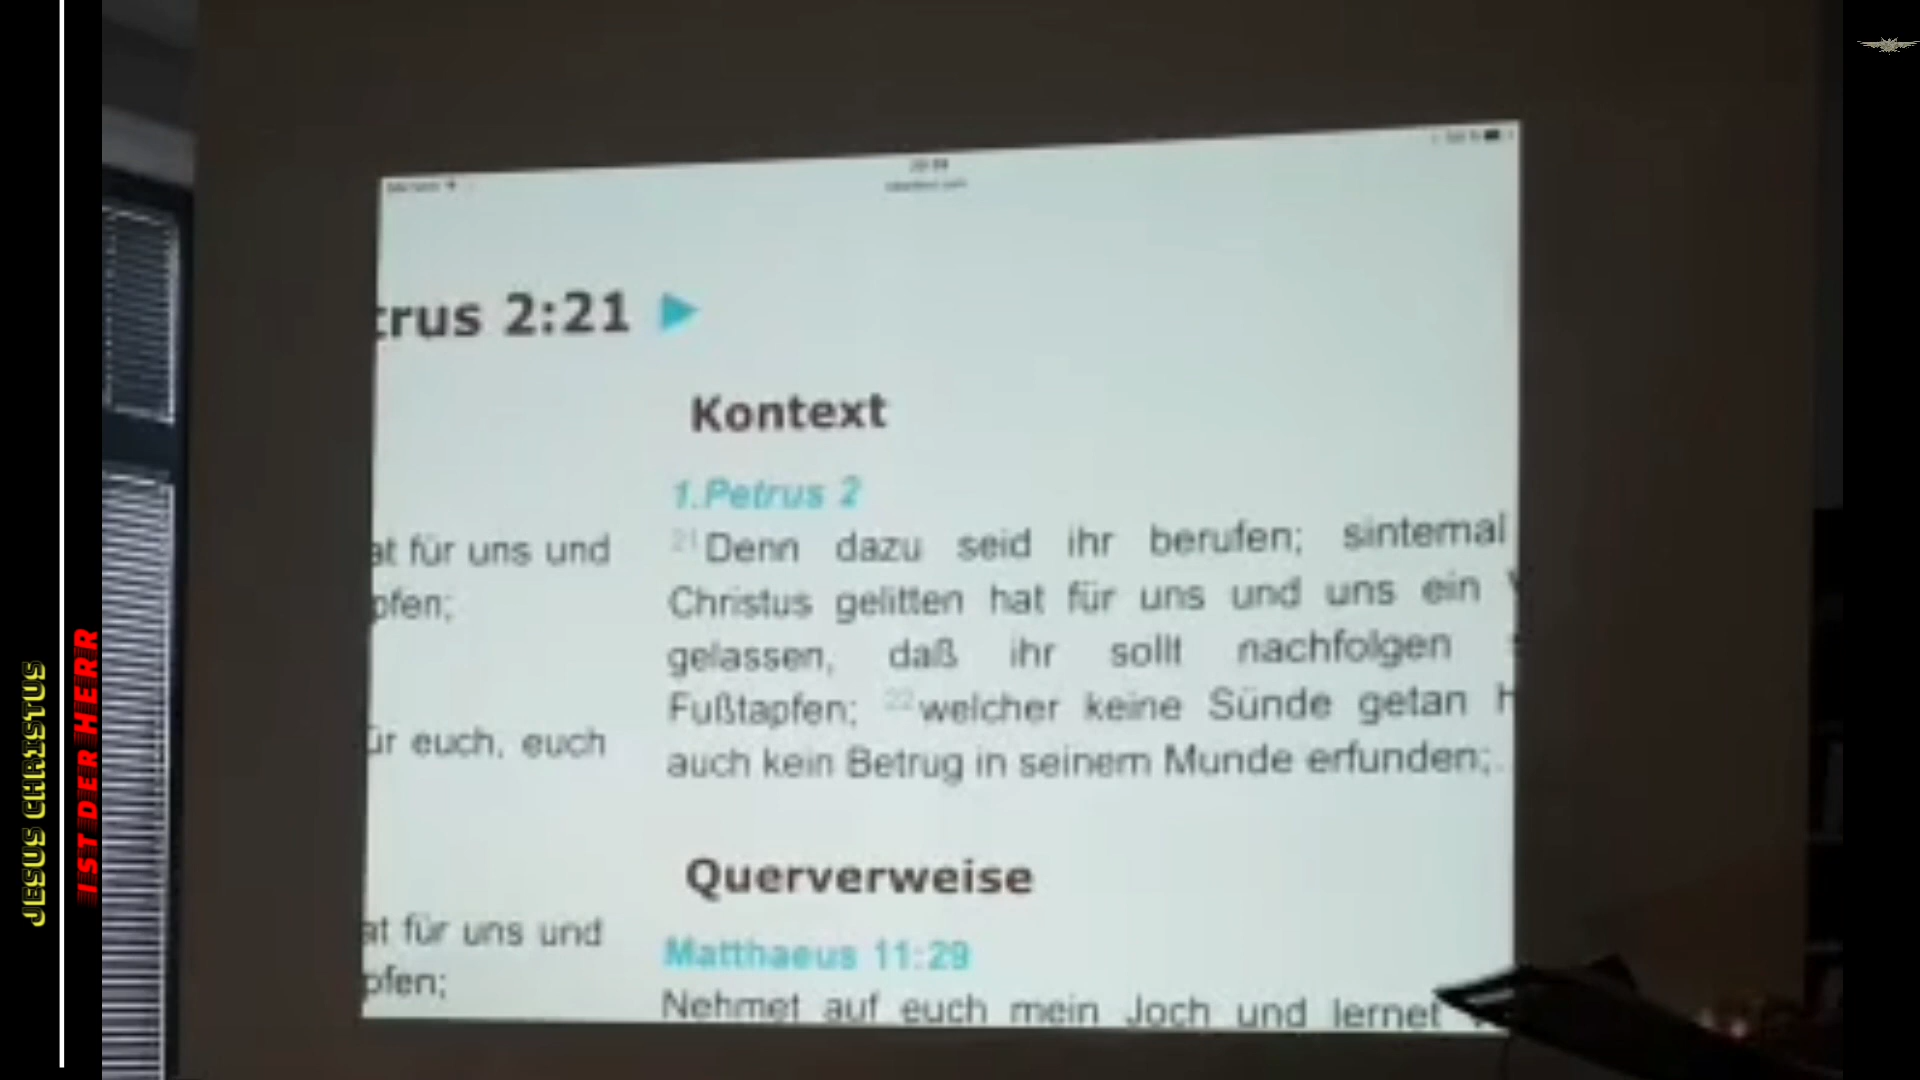 JESUS CHRISTUS
IST DER HERR
trus 2:21
at für uns und
pfen;
ür euch, euch
at für uns und
pfen;
Kontext
1.Petrus 2
21 Denn dazu seid ihr berufen; sintemal
Christus gelitten hat für uns und uns ein
gelassen, daß ihr sollt nachfolgen
Fußtapfen; 22 welcher keine Sünde getan
auch kein Betrug in seinem Munde erfunden;
Querverweise
Matthaeus 11:29
Nehmet auf euch mein Joch und lernet